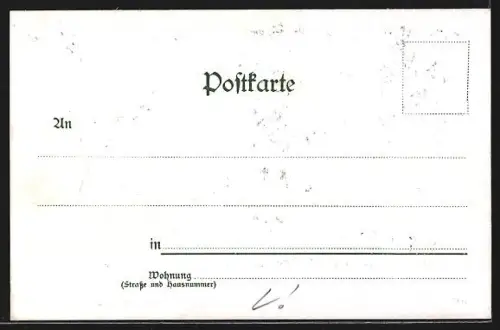 Postkarte
An
in
Wohnung
(Straße und Hausnummer)